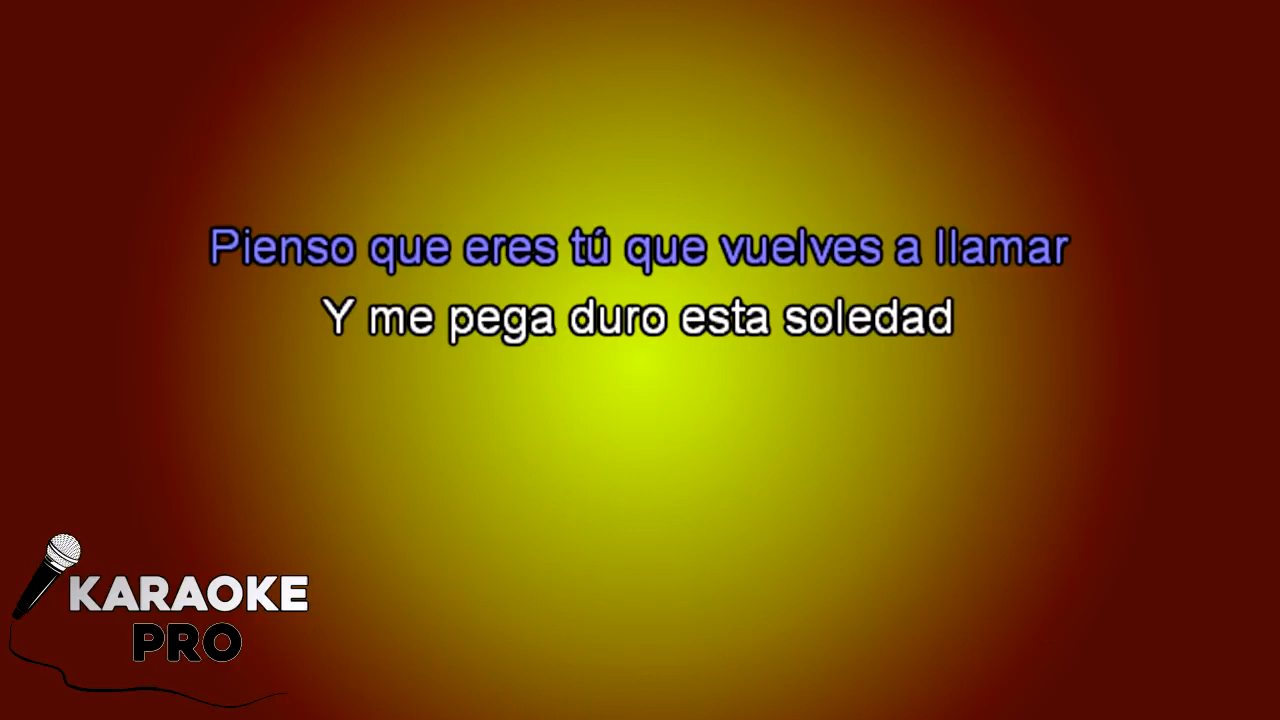 Pienso que eres tú que vuelves a llamar
Y me pega duro esta soledad
KARAOKE
PRO